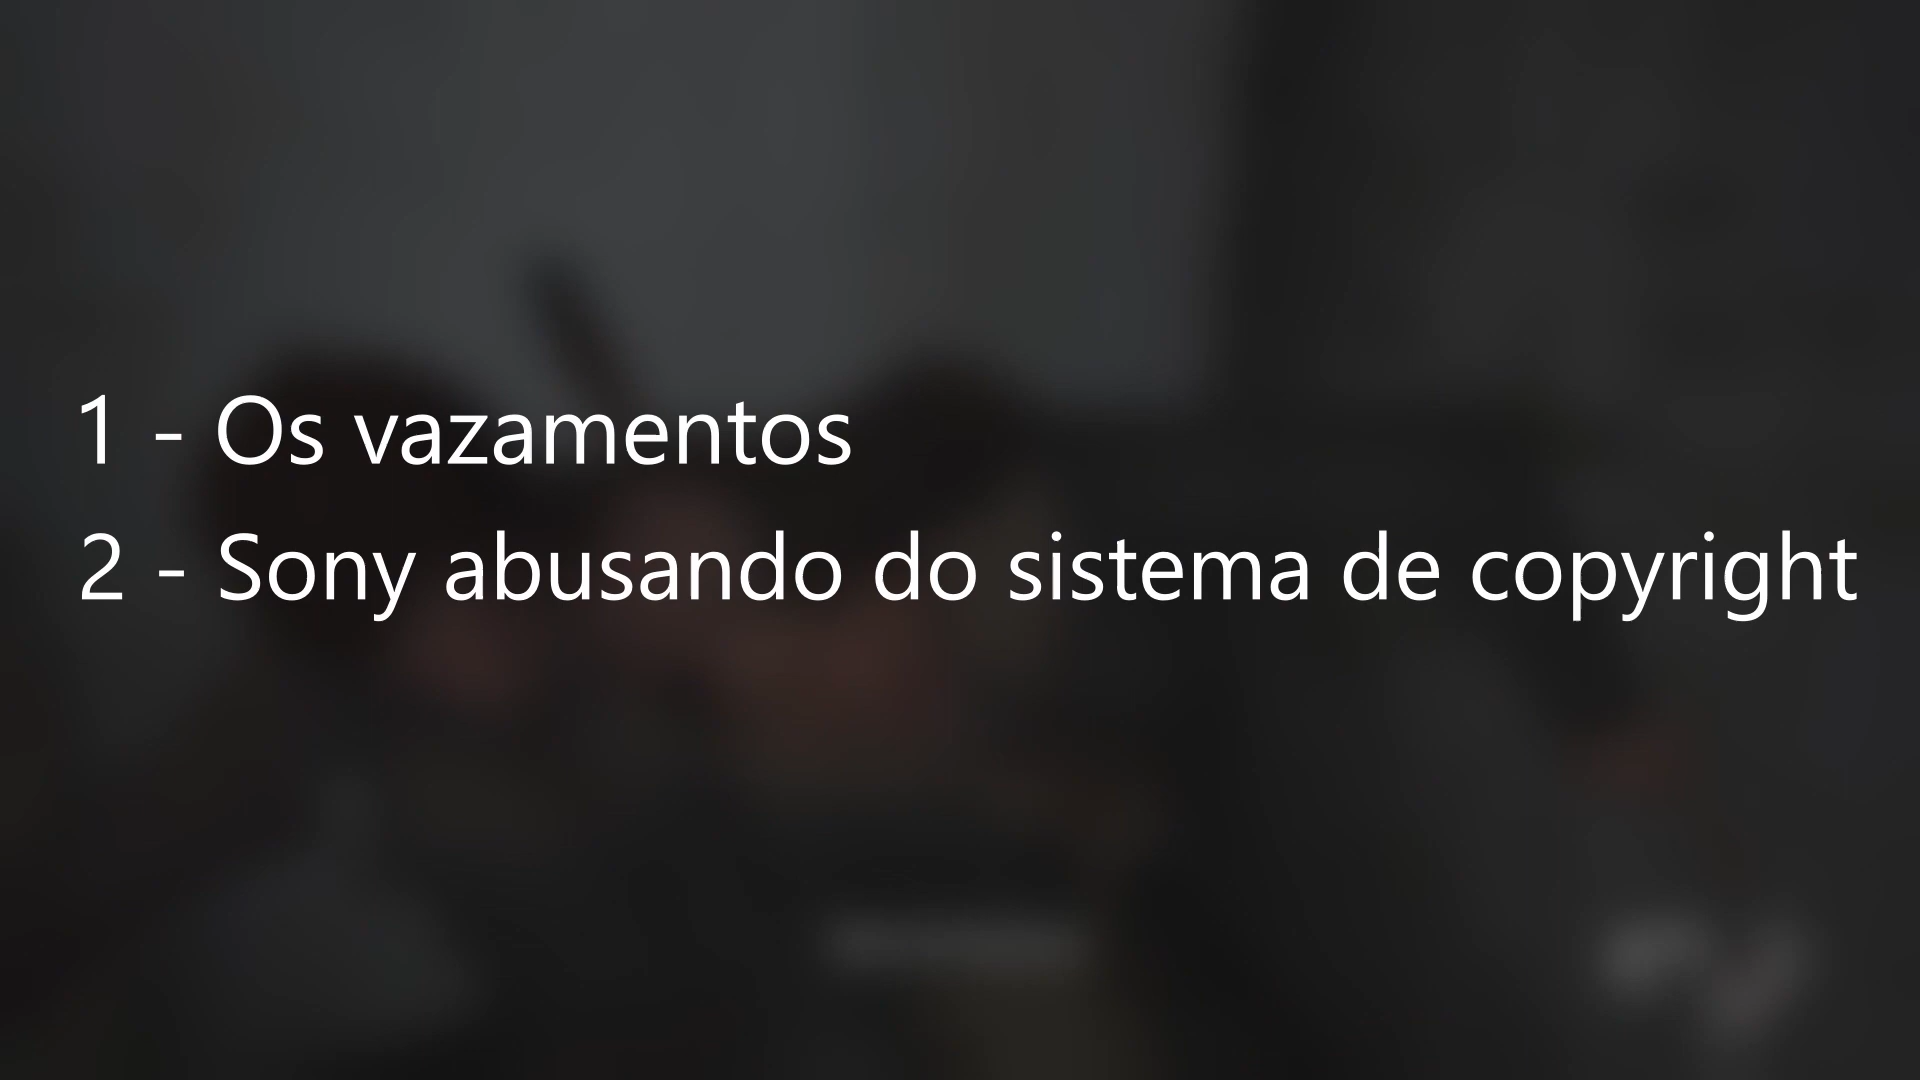 1 - Os vazamentos
2 - Sony abusando do sistema de copyright